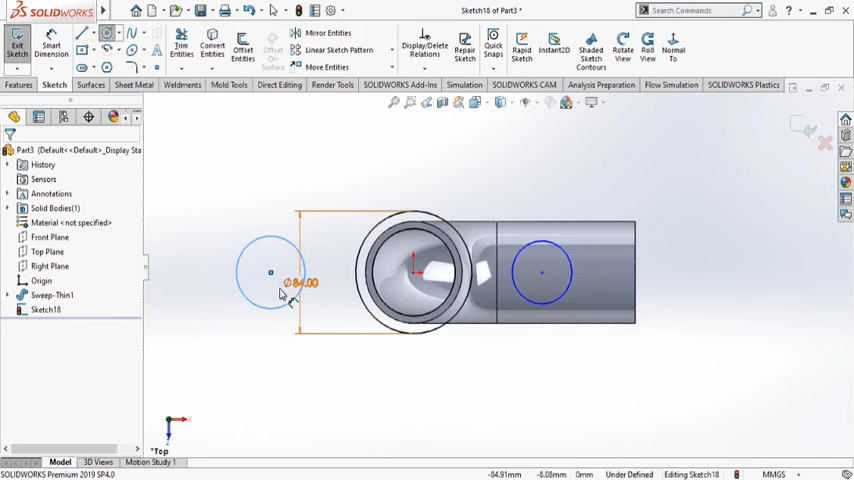 SOLIDWORKS
Sketch18 of Part3 *
Search Commands
Exit Sketch
Smart Dimension
Trim Entities
Convert Entities
Offset Entities
Offset On Surface
Mirror Entities
Linear Sketch Pattern
Move Entities
Display/Delete Relations
Repair Sketch
Quick Snaps
Rapid Sketch
Instant2D
Shaded Sketch Contours
Rotate View
Roll View
Normal To
Features
Sketch
Surfaces
Sheet Metal
Weldments
Mold Tools
Direct Editing
Render Tools
SOLIDWORKS Add-Ins
Simulation
SOLIDWORKS CAM
Analysis Preparation
Flow Simulation
SOLIDWORKS Plastics
Part3 (Default<<Default>_Display Sta
History
Sensors
Annotations
Solid Bodies(1)
Material <not specified>
Front Plane
Top Plane
Right Plane
Origin
Sweep-Thin1
Sketch18
Ø84.00
*Top
Model
3D Views
Motion Study 1
SOLIDWORKS Premium 2019 SP4.0
-84.91mm
-8.08mm
0mm
Under Defined
Editing Sketch18
MMGS